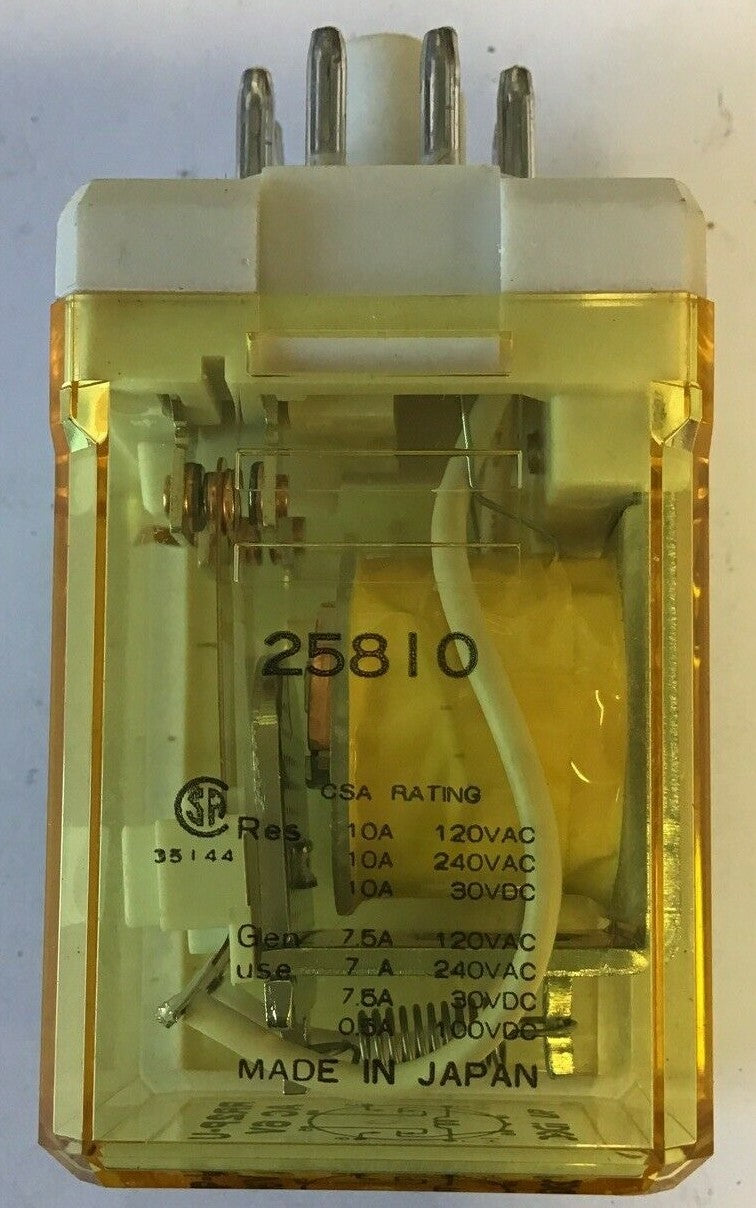 25810
CSA RATING
Res 10A 120VAC
10A 240VAC
35144
10A 30VDC
Gen 7.5A 120VAC
use 7 A 240VAC
7.5A 30VDC
0.5A 100VDC
MADE IN JAPAN